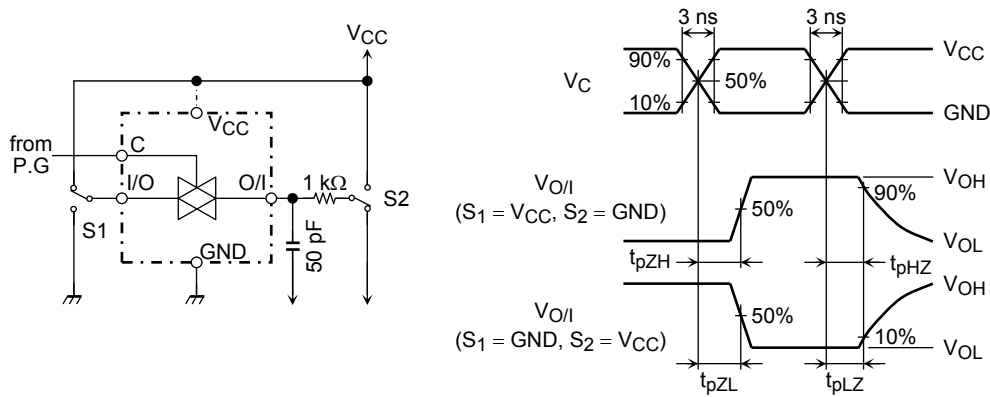 VCC
from
P.G
C
VCC
I/O
O/I
1 kΩ
S2
S1
GND
50 pF
3 ns
3 ns
VC
90%
10%
50%
VCC
GND
VO/I
(S1 = VCC, S2 = GND)
50%
90%
VOH
VOL
tpZH
tpHZ
VO/I
(S1 = GND, S2 = VCC)
50%
10%
VOH
VOL
tpZL
tpLZ